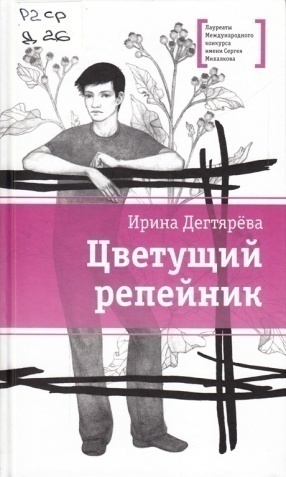 Р2ср
Д 26
Лауреаты
Международного
конкурса
имени Сергея
Михалкова
Ирина Дегтярёва
Цветущий
репейник